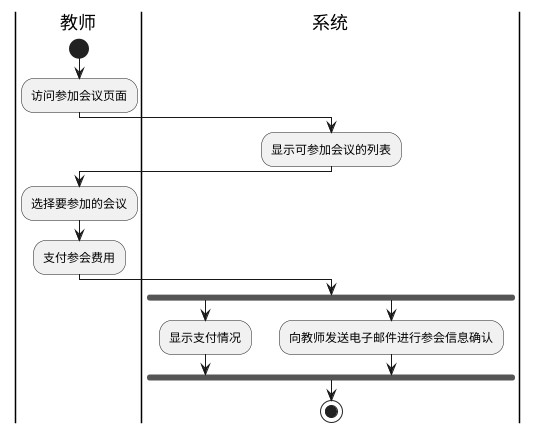 教师
系统
访问参加会议页面
显示可参加会议的列表
选择要参加的会议
支付参会费用
显示支付情况
向教师发送电子邮件进行参会信息确认